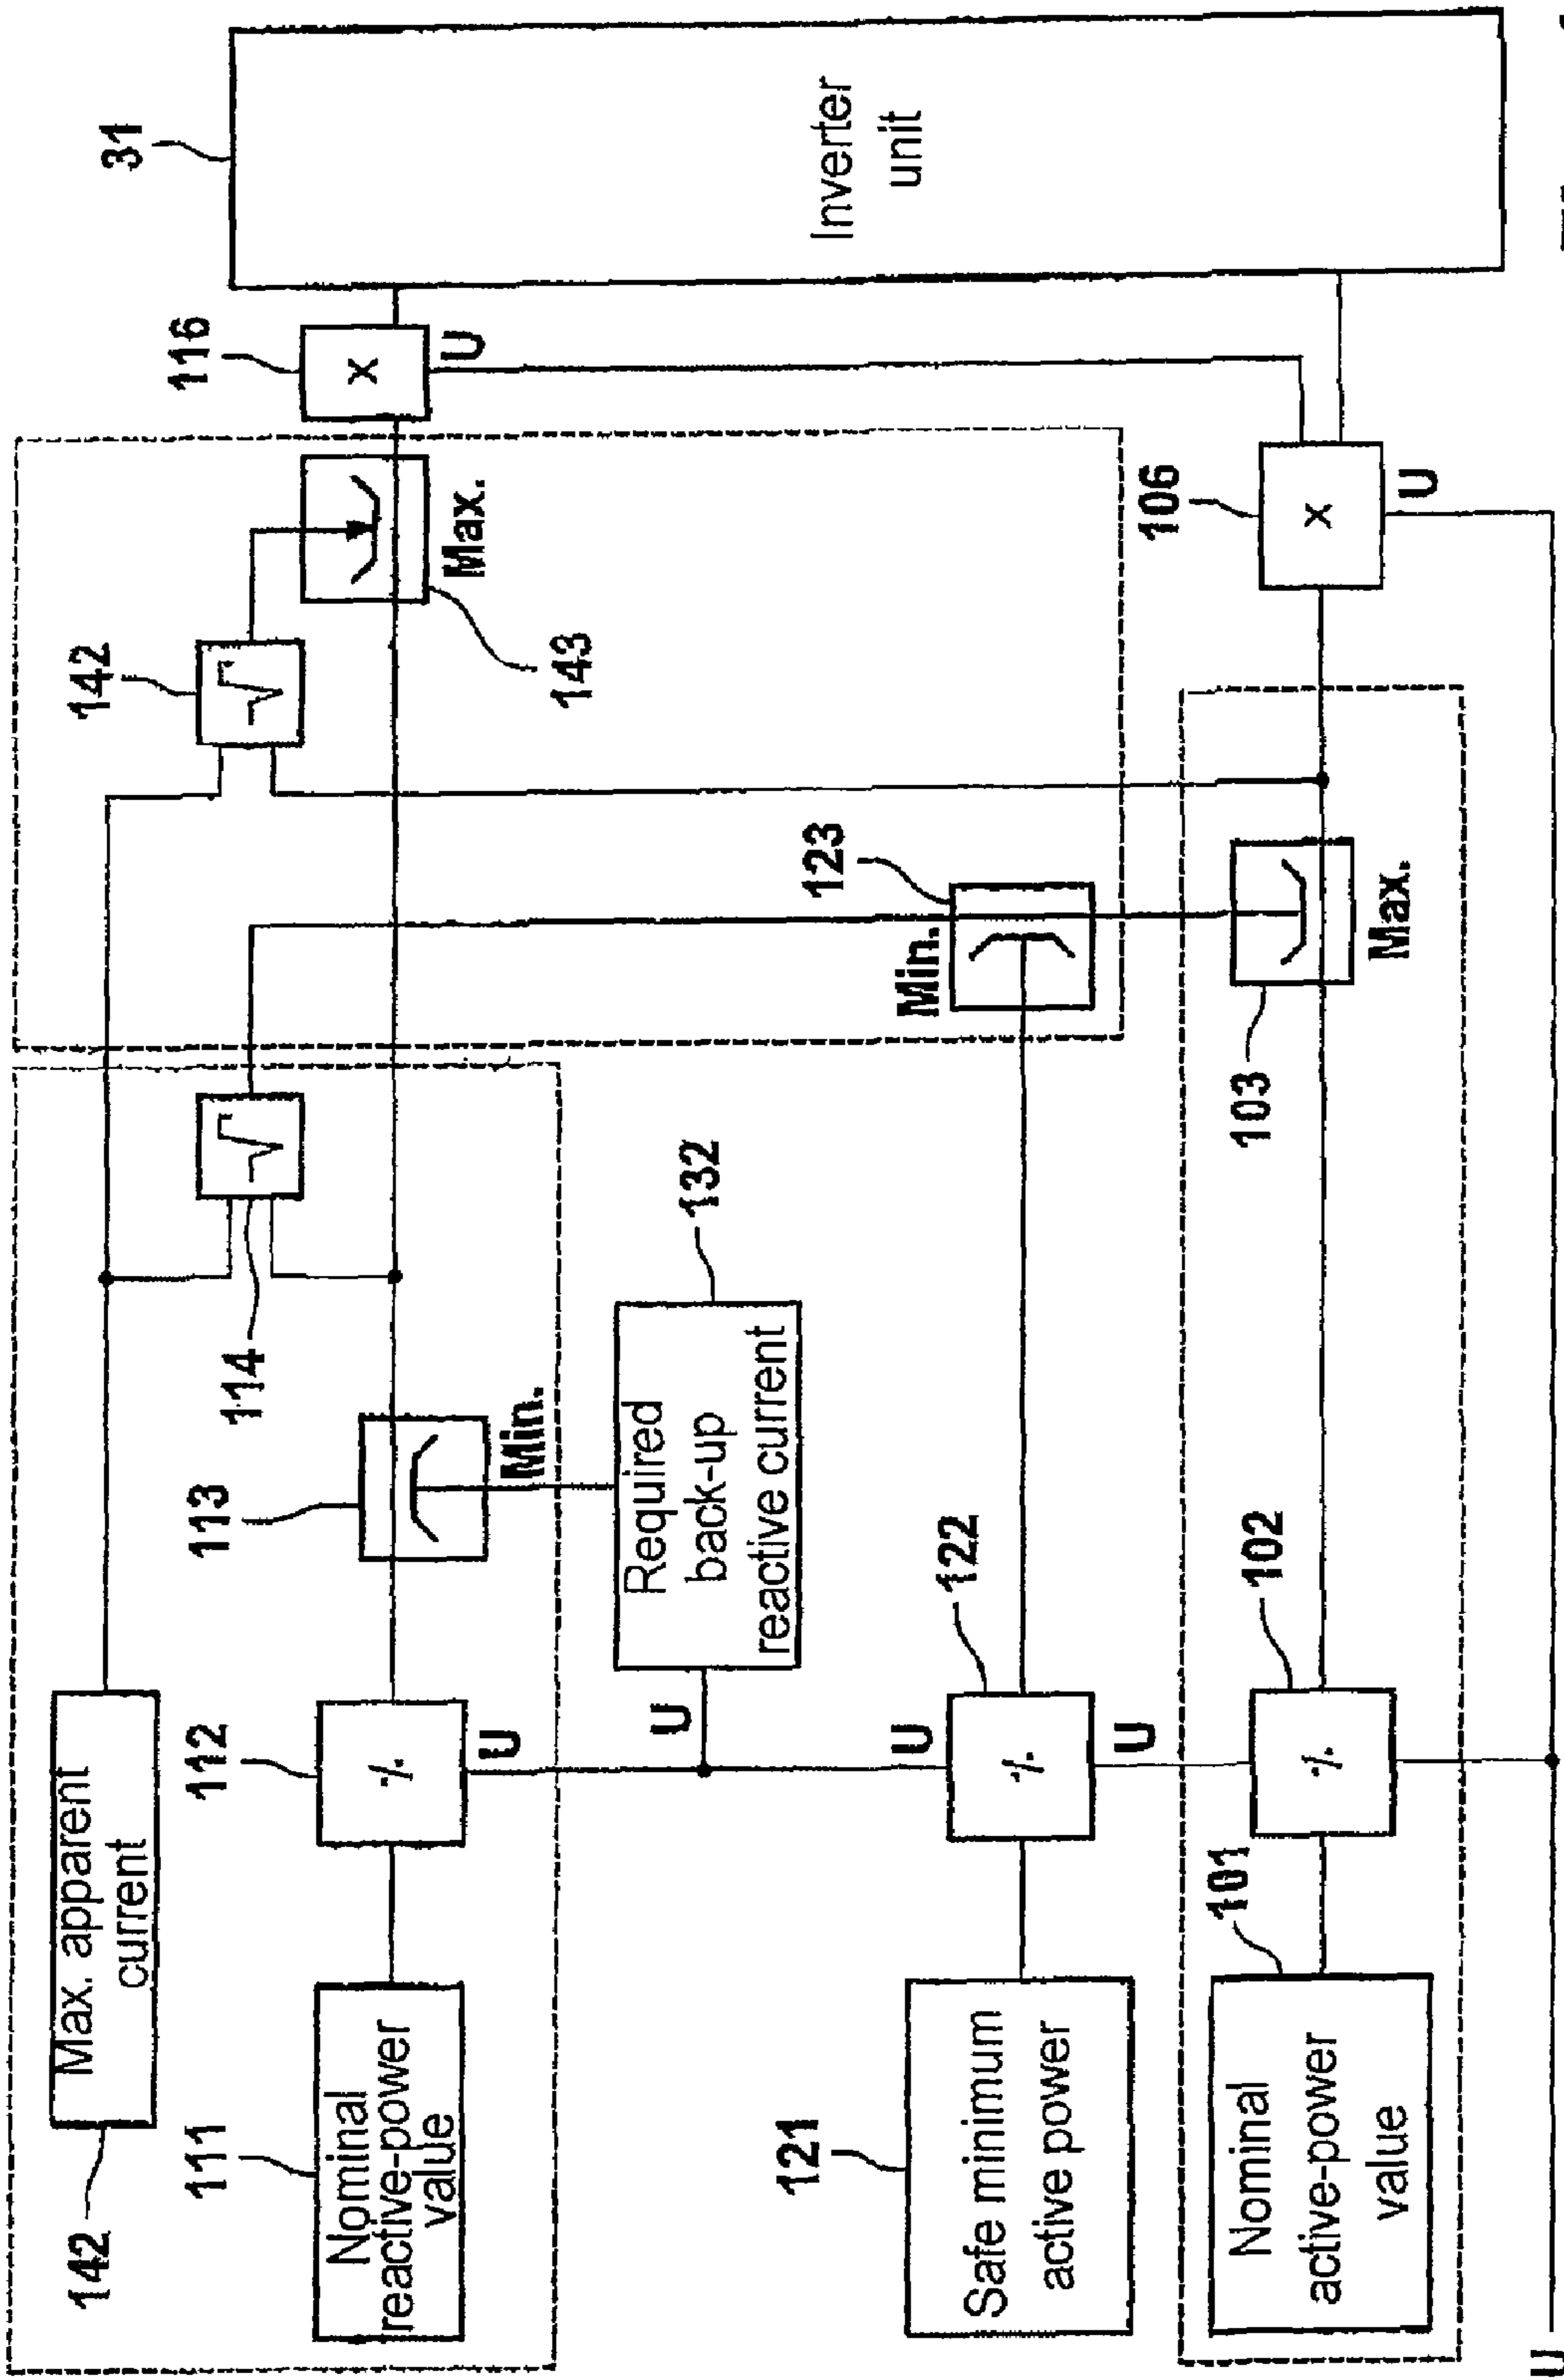 142
Max. apparent
current
114
142
31
111
Nominal
reactive-power
value
112
U
113
Min.
143
Max.
116
x
U
Inverter
unit
132
Required
back-up
reactive current
U
121
Safe minimum
active power
122
U
U
123
Min.
101
Nominal
active-power
value
102
103
Max.
106
x
U
U